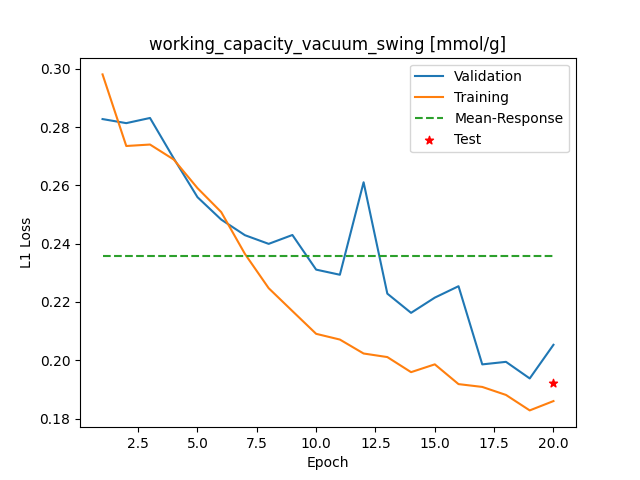 working_capacity_vacuum_swing [mmol/g]
0.30
0.28
0.26
0.24
0.22
0.20
0.18
L1 Loss
Validation
Training
Mean-Response
Test
2.5 5.0 7.5 10.0 12.5 15.0 17.5 20.0
Epoch